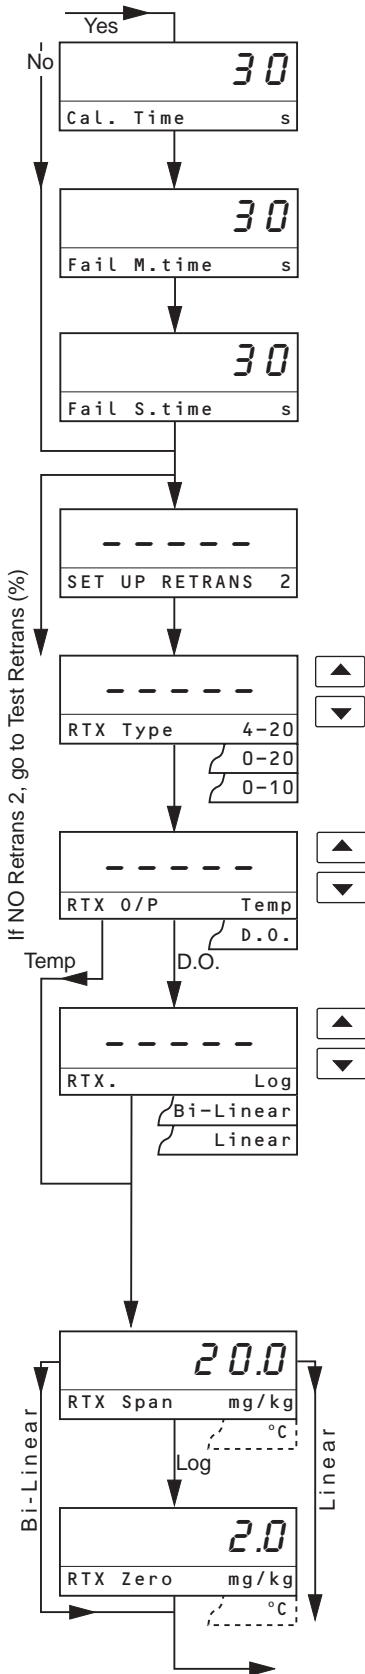 Yes
No
30
Cal. Time s
30
Fail M.time s
30
Fail S.time s
If NO Retrans 2, go to Test Retrans (%)
- - - - -
SET UP RETRANS 2
- - - - -
RTX Type 4-20
0-20
0-10
- - - - -
RTX O/P Temp
D.O.
Temp
D.O.
- - - - -
RTX. Log
Bi-Linear
Linear
20.0
RTX Span mg/kg
°C
Bi-Linear
Log
Linear
2.0
RTX Zero mg/kg
°C